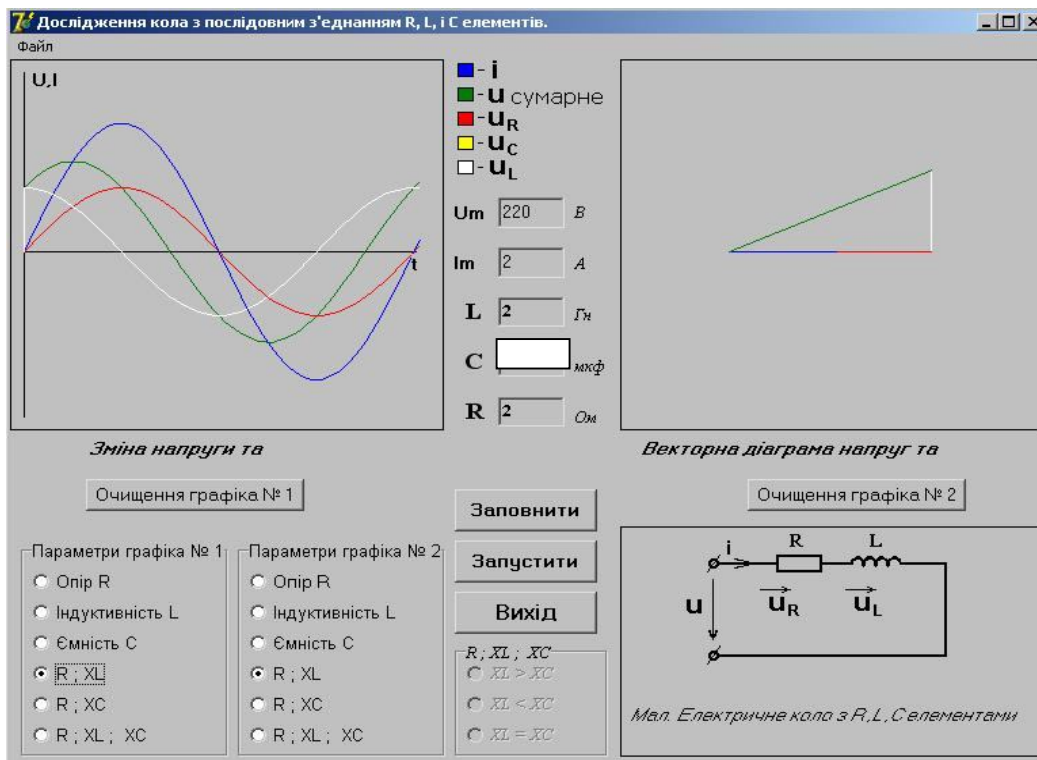 Дослідження кола з послідовним з'еднанням R, L, і C елементів.
Файл
U,I
t
- i
- u сумарне
- uR
- uC
- uL
Um 220 В
Im 2 А
L 2 Гн
C мкф
R 2 Ом
Зміна напруги та
Векторна діаграма напруг та
Очищення графіка № 1
Очищення графіка № 2
Заповнити
Запустити
Вихід
Параметри графіка № 1
Опір R
Індуктивність L
Ємність C
R ; XL
R ; XC
R ; XL ; XC
Параметри графіка № 2
Опір R
Індуктивність L
Ємність C
R ; XL
R ; XC
R ; XL ; XC
R ; XL ; XC
XL > XC
XL < XC
XL = XC
i R L
u uR uL
Мал. Електричне коло з R,L,C елементами